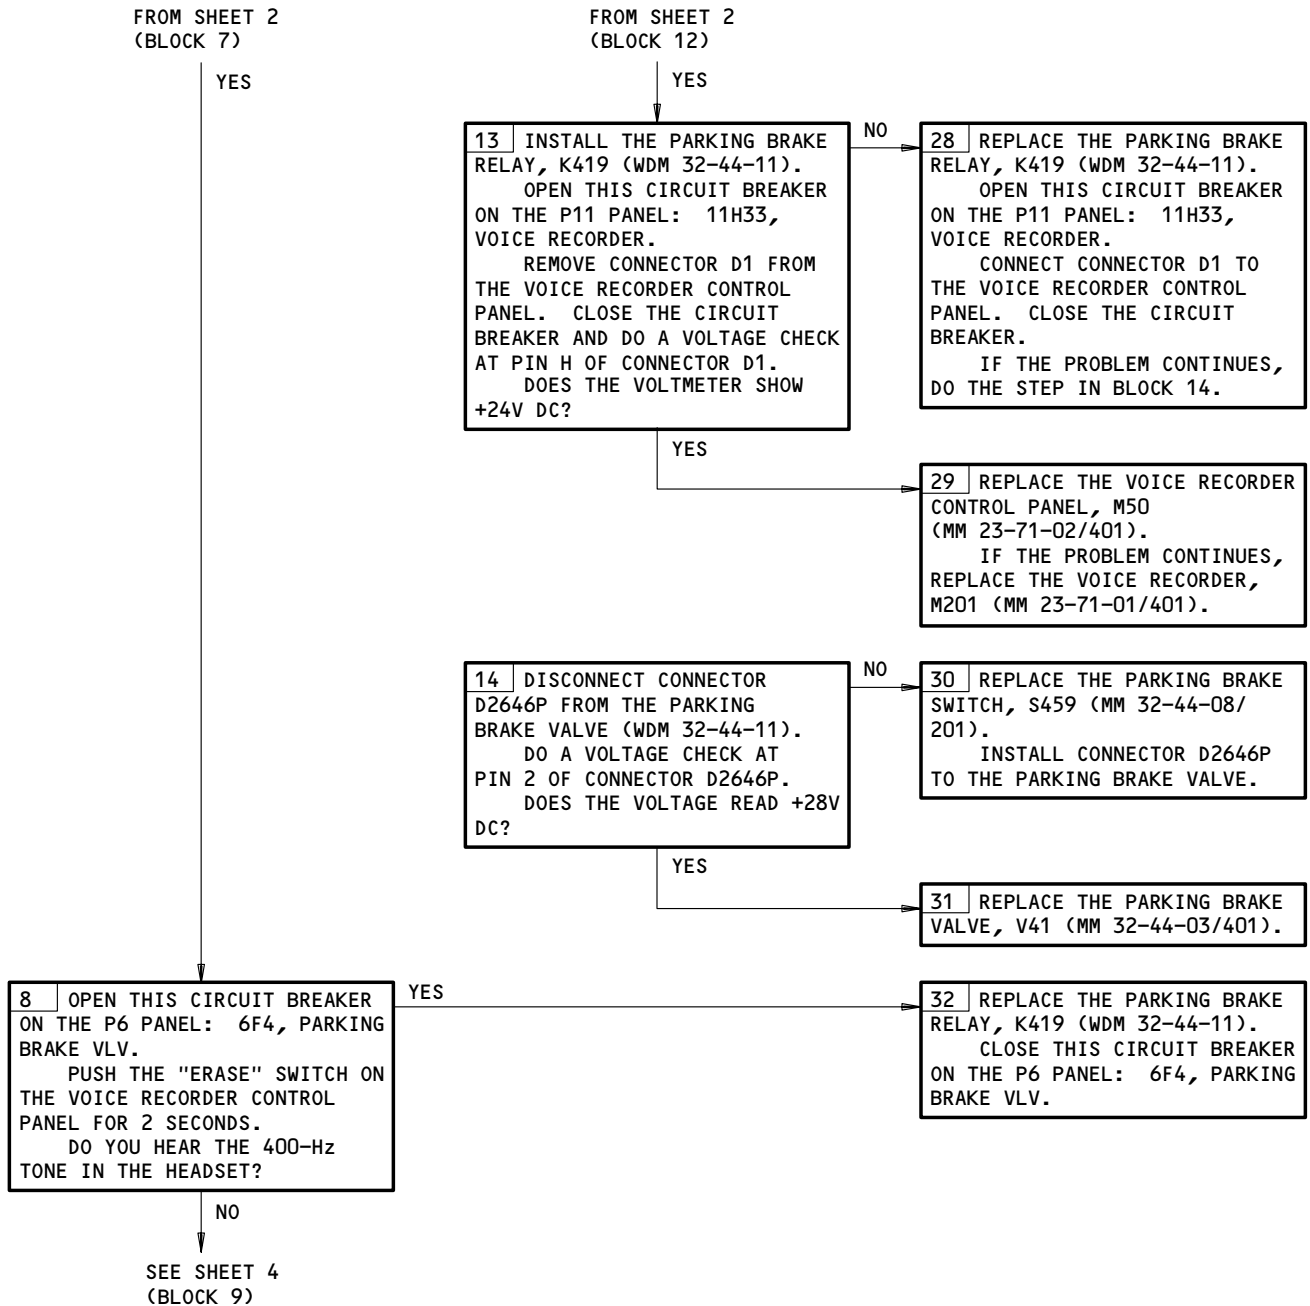 FROM SHEET 2
(BLOCK 7)
YES
FROM SHEET 2
(BLOCK 12)
YES
13 INSTALL THE PARKING BRAKE
RELAY, K419 (WDM 32-44-11).
OPEN THIS CIRCUIT BREAKER
ON THE P11 PANEL: 11H33,
VOICE RECORDER.
REMOVE CONNECTOR D1 FROM
THE VOICE RECORDER CONTROL
PANEL. CLOSE THE CIRCUIT
BREAKER AND DO A VOLTAGE CHECK
AT PIN H OF CONNECTOR D1.
DOES THE VOLTMETER SHOW
+24V DC?
NO
28 REPLACE THE PARKING BRAKE
RELAY, K419 (WDM 32-44-11).
OPEN THIS CIRCUIT BREAKER
ON THE P11 PANEL: 11H33,
VOICE RECORDER.
CONNECT CONNECTOR D1 TO
THE VOICE RECORDER CONTROL
PANEL. CLOSE THE CIRCUIT
BREAKER.
IF THE PROBLEM CONTINUES,
DO THE STEP IN BLOCK 14.
YES
29 REPLACE THE VOICE RECORDER
CONTROL PANEL, M50
(MM 23-71-02/401).
IF THE PROBLEM CONTINUES,
REPLACE THE VOICE RECORDER,
M201 (MM 23-71-01/401).
14 DISCONNECT CONNECTOR
D2646P FROM THE PARKING
BRAKE VALVE (WDM 32-44-11).
DO A VOLTAGE CHECK AT
PIN 2 OF CONNECTOR D2646P.
DOES THE VOLTAGE READ +28V
DC?
NO
30 REPLACE THE PARKING BRAKE
SWITCH, S459 (MM 32-44-08/
201).
INSTALL CONNECTOR D2646P
TO THE PARKING BRAKE VALVE.
YES
31 REPLACE THE PARKING BRAKE
VALVE, V41 (MM 32-44-03/401).
8 OPEN THIS CIRCUIT BREAKER
ON THE P6 PANEL: 6F4, PARKING
BRAKE VLV.
PUSH THE "ERASE" SWITCH ON
THE VOICE RECORDER CONTROL
PANEL FOR 2 SECONDS.
DO YOU HEAR THE 400-Hz
TONE IN THE HEADSET?
YES
32 REPLACE THE PARKING BRAKE
RELAY, K419 (WDM 32-44-11).
CLOSE THIS CIRCUIT BREAKER
ON THE P6 PANEL: 6F4, PARKING
BRAKE VLV.
NO
SEE SHEET 4
(BLOCK 9)